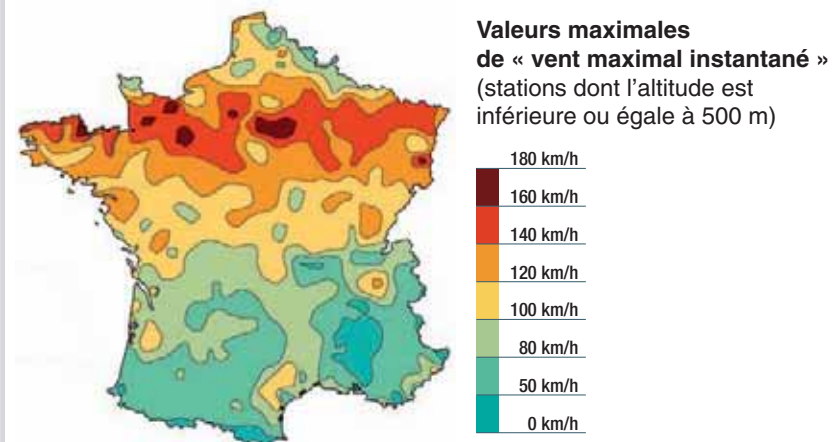 Valeurs maximales
de « vent maximal instantané »
(stations dont l'altitude est
inférieure ou égale à 500 m)
180 km/h
160 km/h
140 km/h
120 km/h
100 km/h
80 km/h
50 km/h
0 km/h